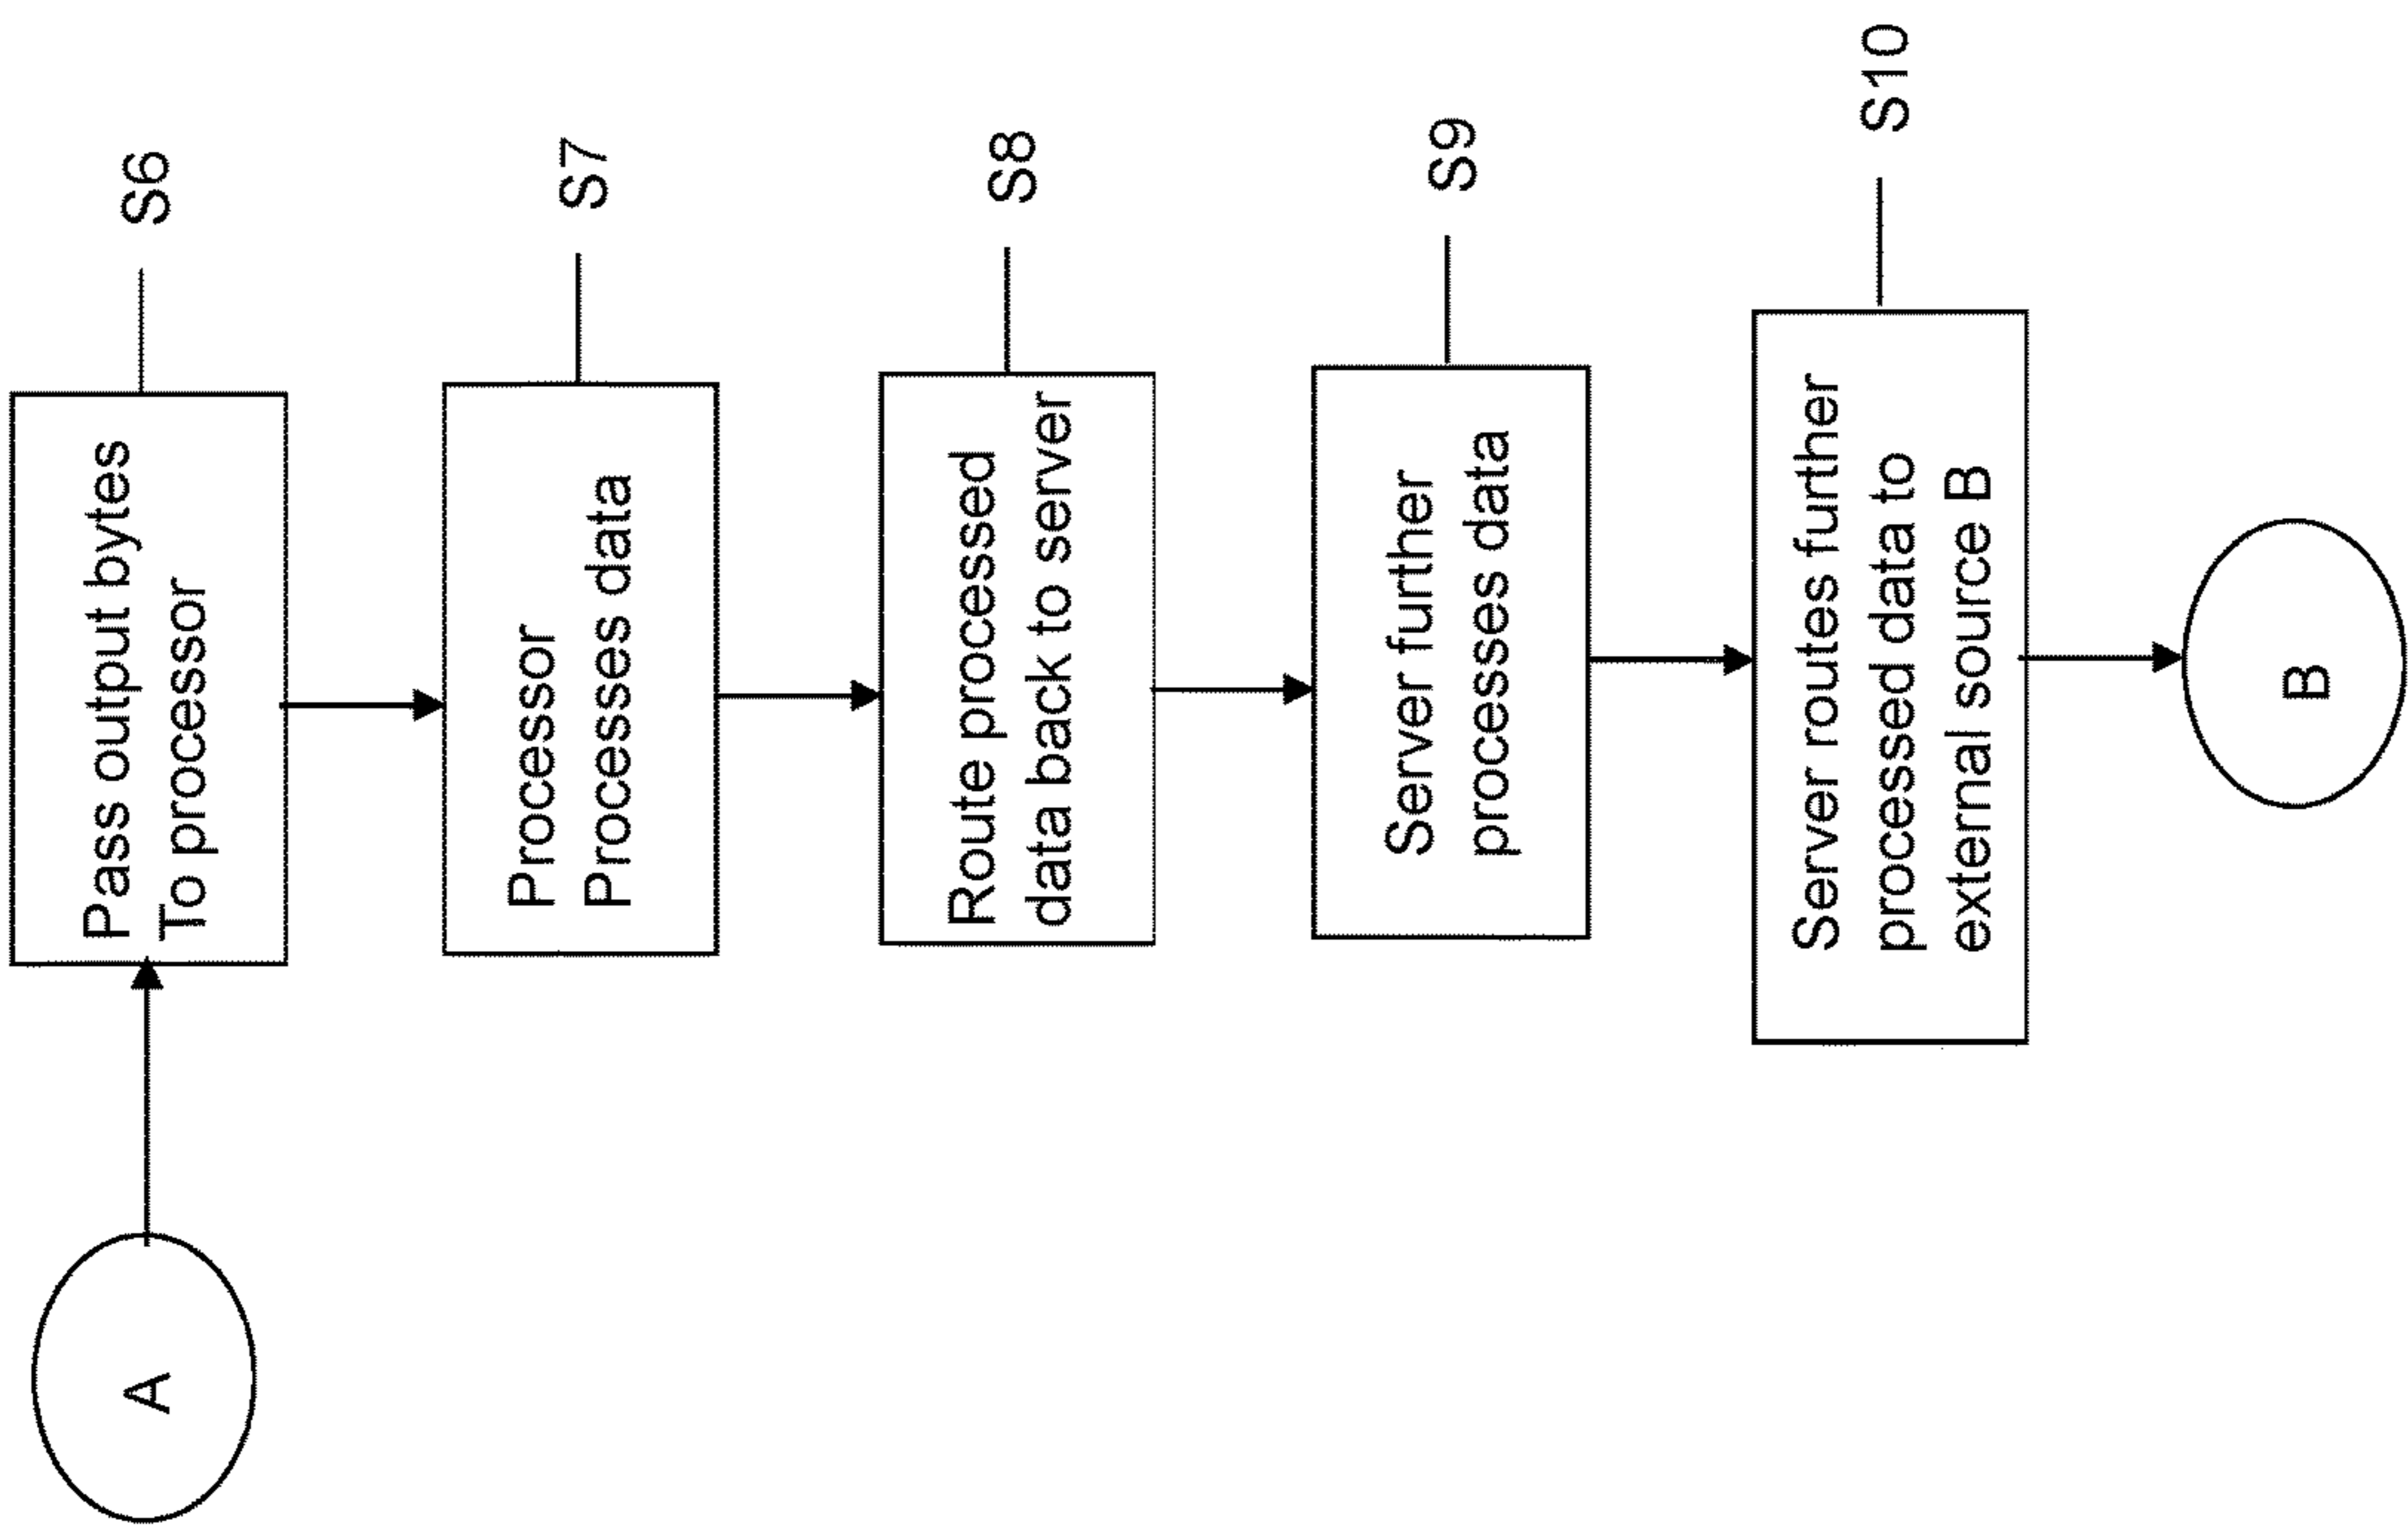 A
Pass output bytes
To processor
S6
Processor
Processes data
S7
Route processed
data back to server
S8
Server further
processes data
S9
Server routes further
processed data to
external source B
S10
B